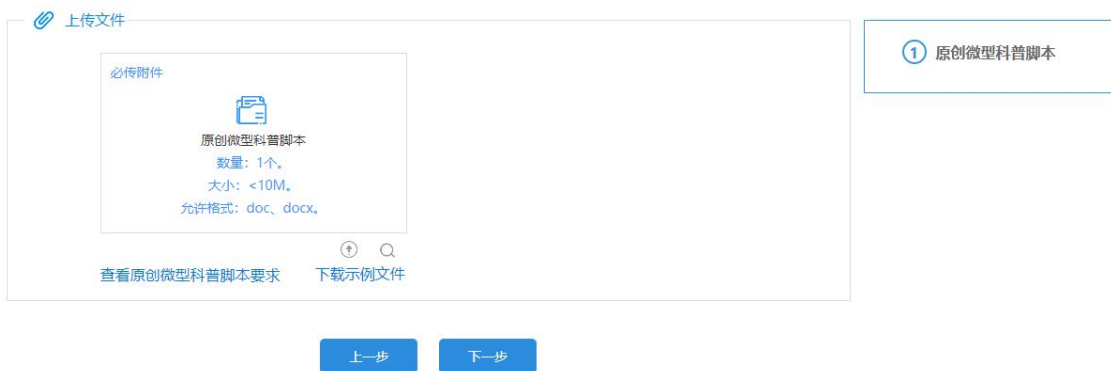 上传文件
① 原创微型科普脚本
必传附件
原创微型科普脚本
数量：1个。
大小：<10M。
允许格式：doc、docx。
查看原创微型科普脚本要求 下载示例文件
上一步 下一步